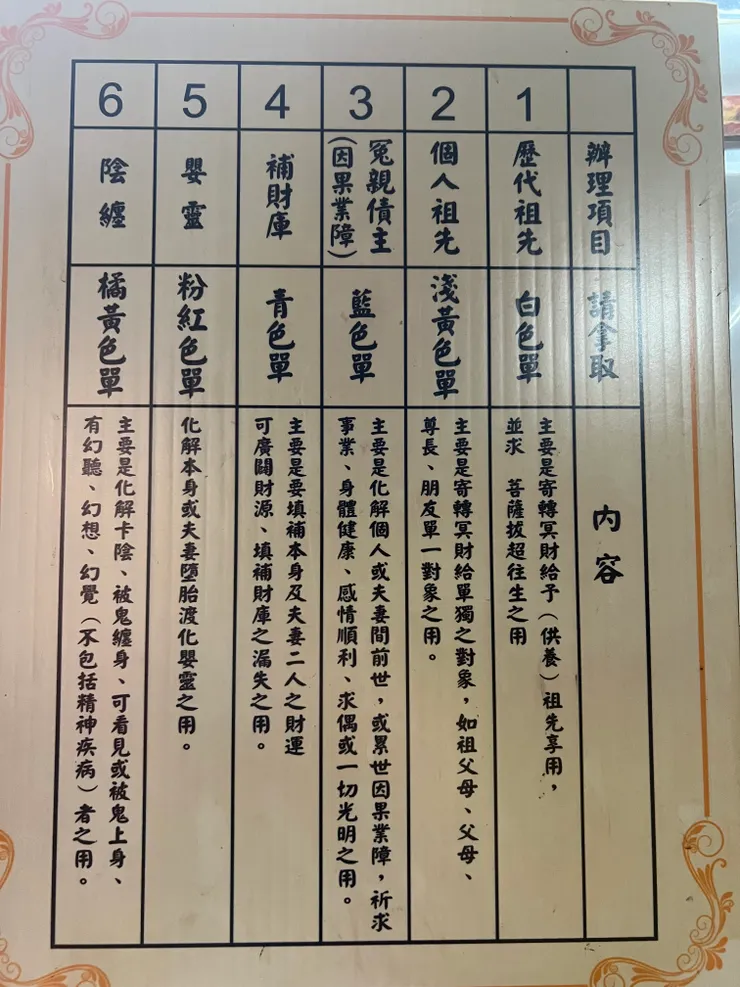 辦理項目
請拿取
內容
1
歷代祖先
白色單
主要是寄轉冥財給予（供養）祖先享用，
並求　菩薩拔超往生之用
2
個人祖先
淺黃色單
主要是寄轉冥財給單獨之對象，如祖父母、父母、
尊長、朋友單一對象之用。
3
冤親債主
(因果業障)
藍色單
主要是化解個人或夫妻間前世，或累世因果業障，祈求
事業、身體健康、感情順利、求偶或一切光明之用。
4
補財庫
青色單
主要是要填補本身及夫妻二人之財運
可廣闢財源、填補財庫之漏失之用。
5
嬰靈
粉紅色單
化解本身或夫妻墮胎渡化嬰靈之用。
6
陰纏
橘黃色單
主要是化解卡陰、被鬼纏身、可看見或被鬼上身、
有幻聽、幻想、幻覺（不包括精神疾病）者之用。